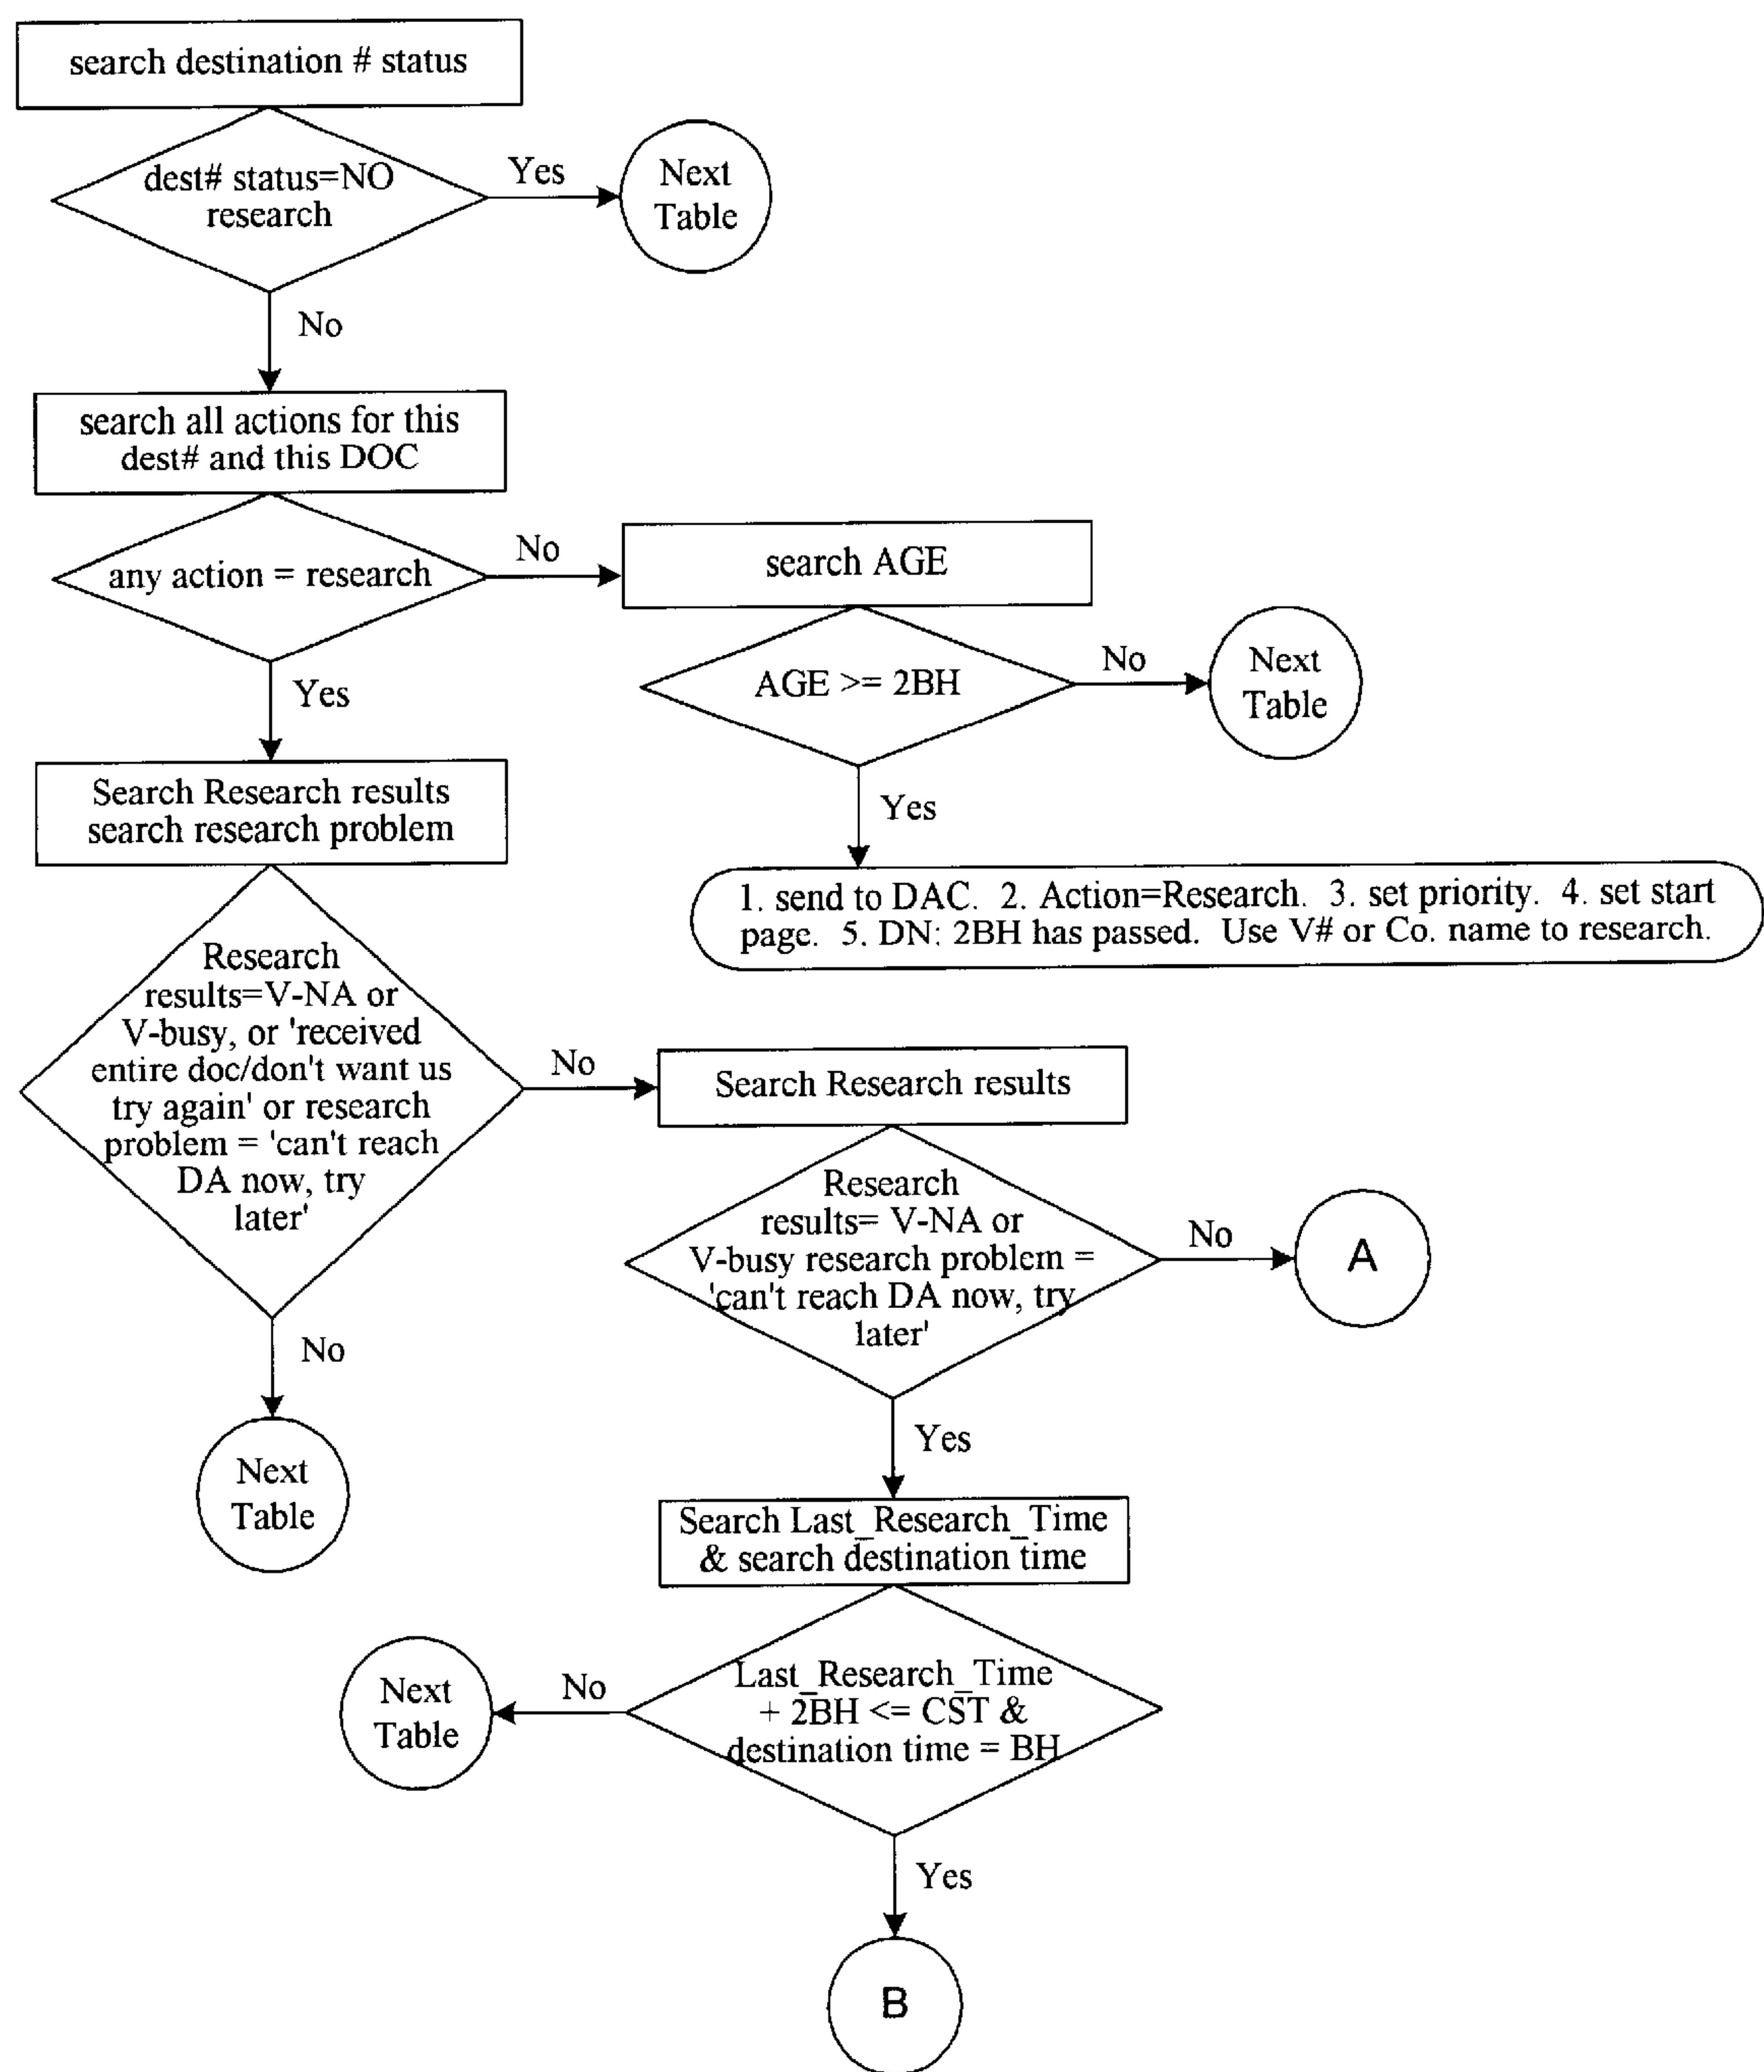 search destination # status
dest# status=NO
research
Yes
Next
Table
No
search all actions for this
dest# and this DOC
any action = research
No
search AGE
AGE >= 2BH
No
Next
Table
Yes
1. send to DAC.  2. Action=Research.  3. set priority.  4. set start
page.  5. DN: 2BH has passed.  Use V# or Co. name to research.
Yes
Search Research results
search research problem
Research
results=V-NA or
V-busy, or 'received
entire doc/don't want us
try again' or research
problem = 'can't reach
DA now, try
later'
No
Next
Table
No
Search Research results
Research
results= V-NA or
V-busy research problem =
'can't reach DA now, try
later'
No
A
Yes
Search Last_Research_Time
& search destination time
Last_Research_Time
+ 2BH <= CST &
destination time = BH
No
Next
Table
Yes
B